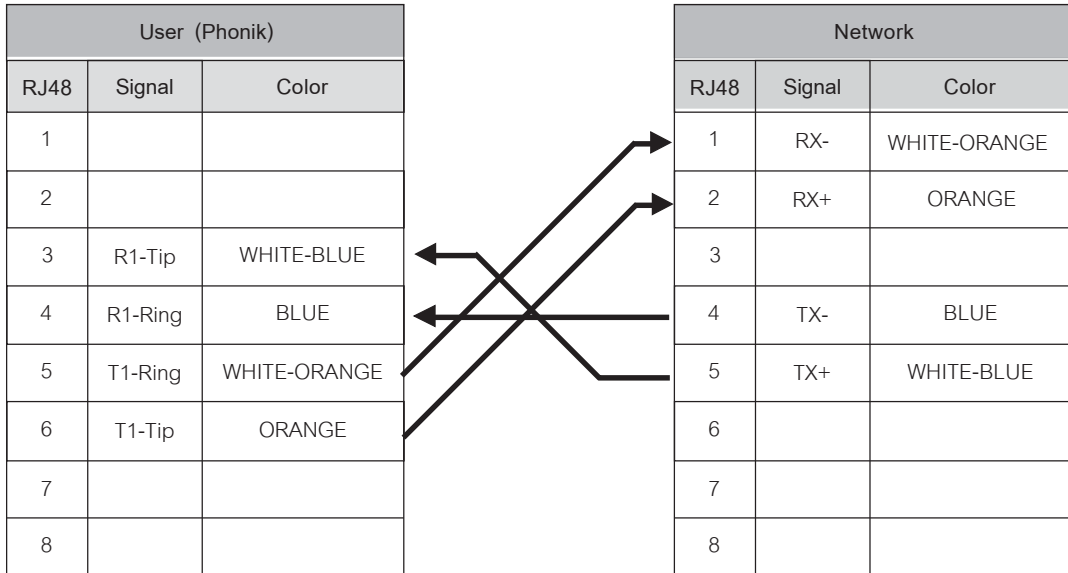 User (Phonik)
RJ48 Signal Color
1
2
3 R1-Tip WHITE-BLUE
4 R1-Ring BLUE
5 T1-Ring WHITE-ORANGE
6 T1-Tip ORANGE
7
8
Network
RJ48 Signal Color
1 RX- WHITE-ORANGE
2 RX+ ORANGE
3
4 TX- BLUE
5 TX+ WHITE-BLUE
6
7
8